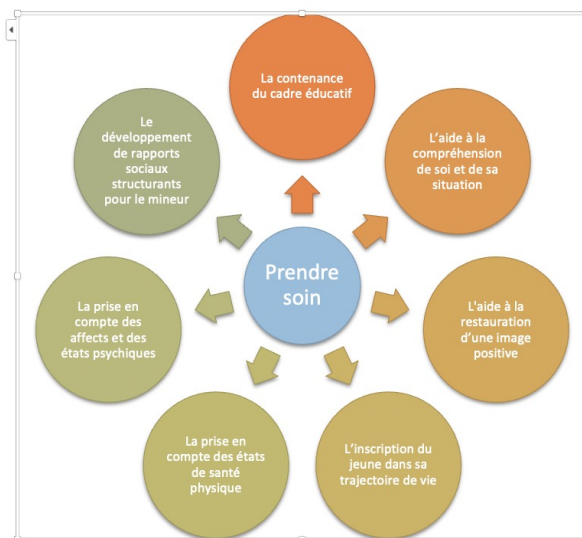 La contenance
du cadre éducatif
L'aide à la
compréhension
de soi et de sa
situation
L'aide à la
restauration
d'une image
positive
L'inscription du
jeune dans sa
trajectoire de vie
La prise en
compte des états
de santé
physique
La prise en
compte des
affects et des
états psychiques
Le
développement
de rapports
sociaux
structurants
pour le mineur
Prendre
soin